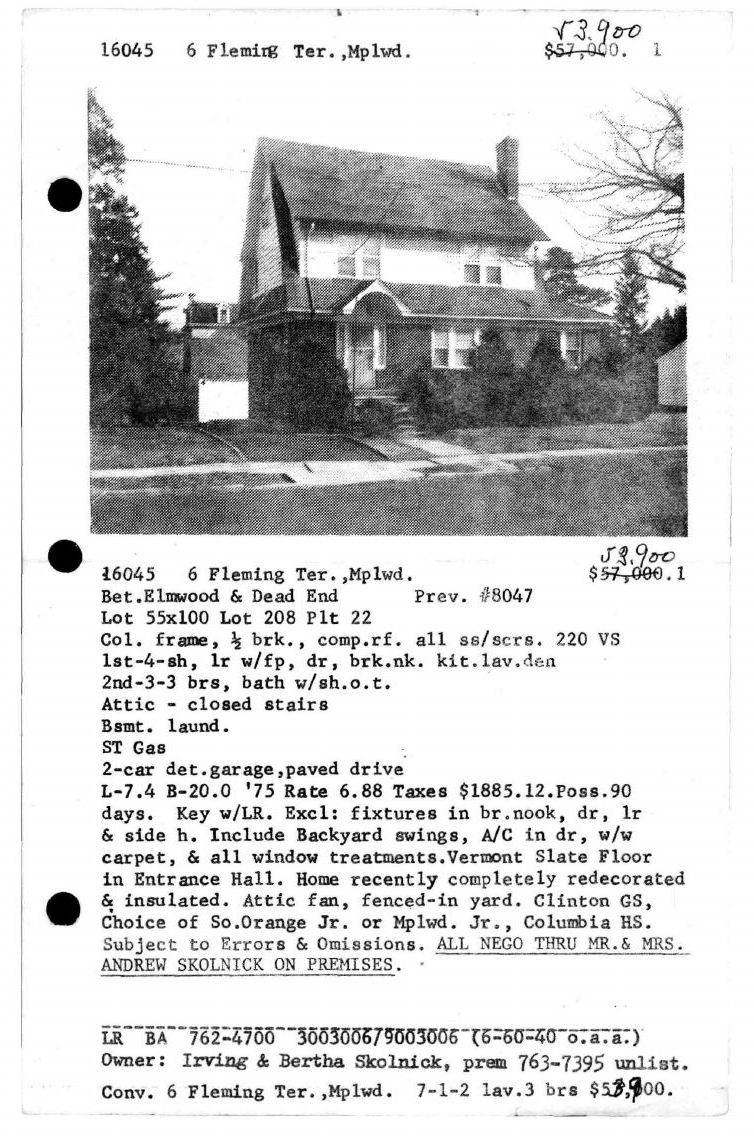 53,900
16045 6 Fleming Ter.,Mplwd. $57,000. 1
53,900
16045 6 Fleming Ter.,Mplwd. $57,000.1
Bet.Elmwood & Dead End Prev. #8047
Lot 55x100 Lot 208 Plt 22
Col. frame, ½ brk., comp.rf. all ss/scrs. 220 VS
1st-4-sh, lr w/fp, dr, brk.nk. kit.lav.den
2nd-3-3 brs, bath w/sh.o.t.
Attic - closed stairs
Bsmt. laund.
ST Gas
2-car det.garage,paved drive
L-7.4 B-20.0 '75 Rate 6.88 Taxes $1885.12.Poss.90
days. Key w/LR. Excl: fixtures in br.nook, dr, lr
& side h. Include Backyard swings, A/C in dr, w/w
carpet, & all window treatments.Vermont Slate Floor
in Entrance Hall. Home recently completely redecorated
& insulated. Attic fan, fenced-in yard. Clinton GS,
Choice of So.Orange Jr. or Mplwd. Jr., Columbia HS.
Subject to Errors & Omissions. ALL NEGO THRU MR.& MRS.
ANDREW SKOLNICK ON PREMISES.
LR BA 762-4700 300300679003006 (6-60-40 o.a.a.)
Owner: Irving & Bertha Skolnick, prem 763-7395 unlist.
Conv. 6 Fleming Ter.,Mplwd. 7-1-2 lav.3 brs